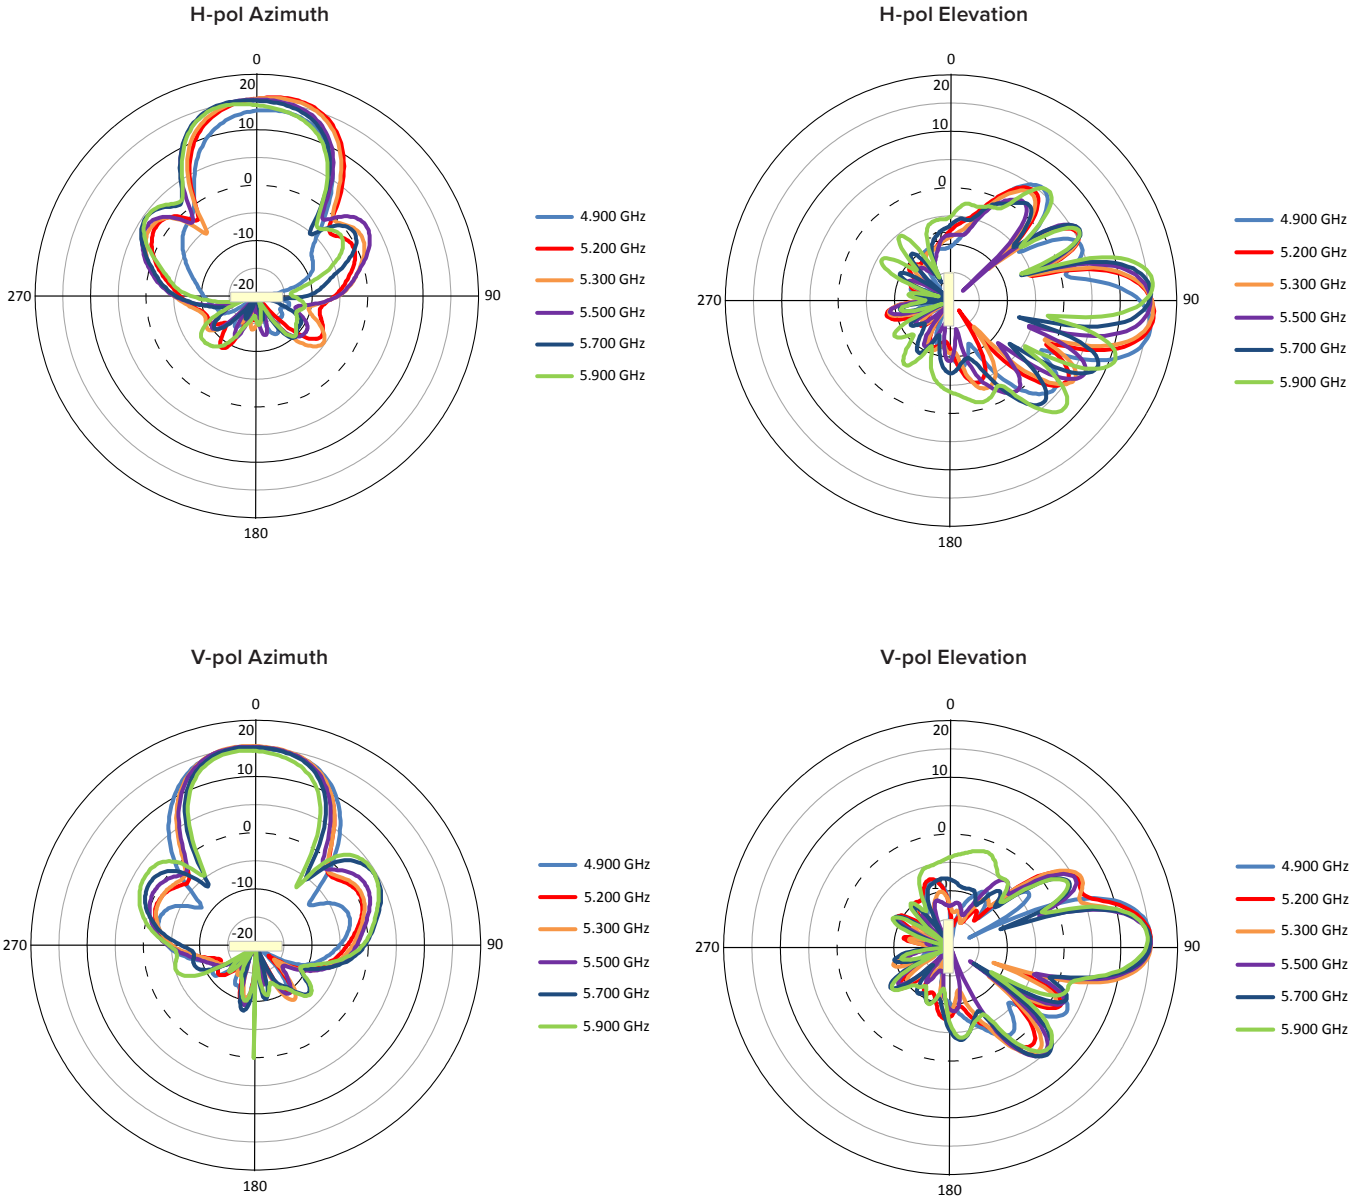 H-pol Azimuth
0
20
10
0
-10
-20
270
90
180
4.900 GHz
5.200 GHz
5.300 GHz
5.500 GHz
5.700 GHz
5.900 GHz
H-pol Elevation
0
20
10
0
270
90
180
4.900 GHz
5.200 GHz
5.300 GHz
5.500 GHz
5.700 GHz
5.900 GHz
V-pol Azimuth
0
20
10
0
-10
-20
270
90
180
4.900 GHz
5.200 GHz
5.300 GHz
5.500 GHz
5.700 GHz
5.900 GHz
V-pol Elevation
0
20
10
0
270
90
180
4.900 GHz
5.200 GHz
5.300 GHz
5.500 GHz
5.700 GHz
5.900 GHz